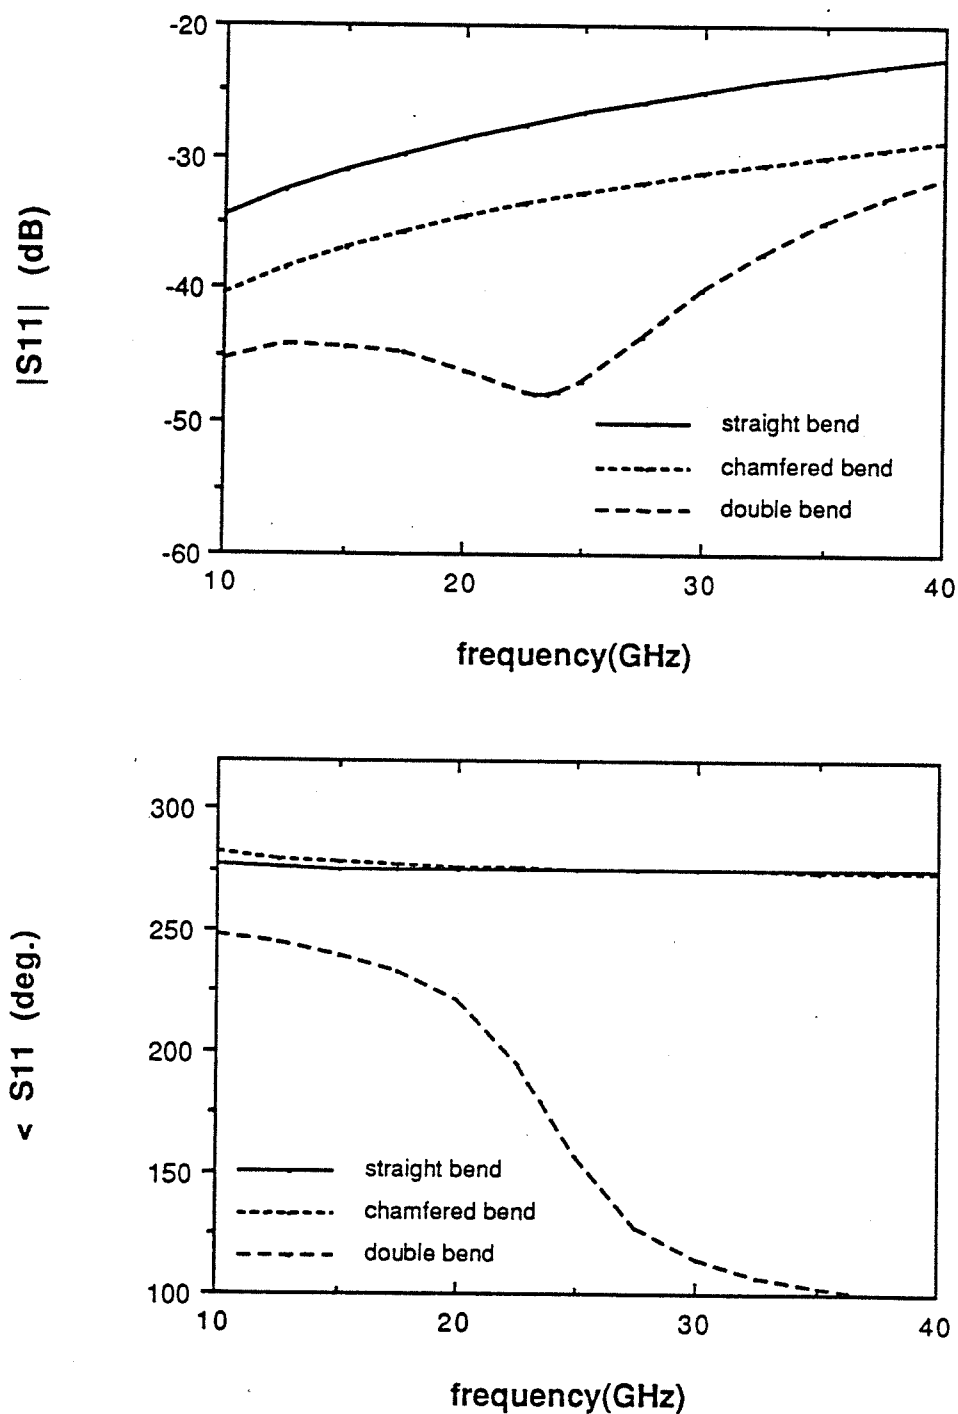 -20
-30
-40
-50
-60
|S11| (dB)
straight bend
chamfered bend
double bend
10 20 30 40
frequency(GHz)
300
250
200
150
100
< S11 (deg.)
straight bend
chamfered bend
double bend
10 20 30 40
frequency(GHz)